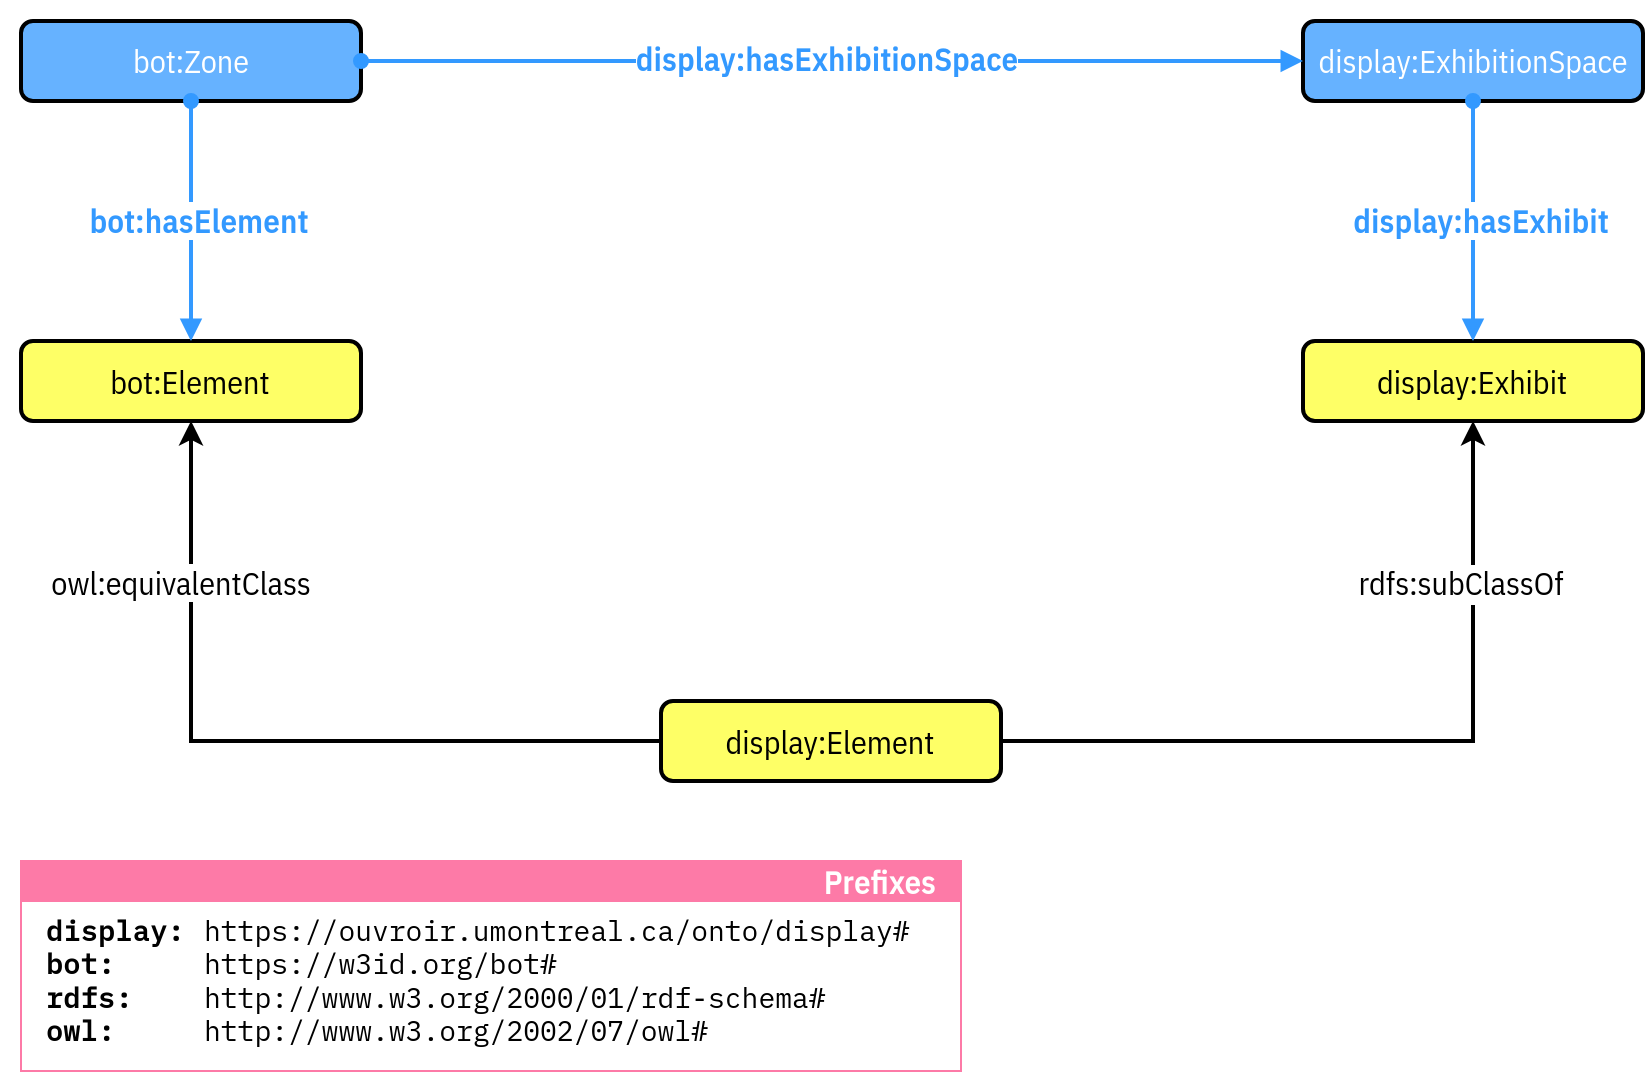 bot:Zone
display:hasExhibitionSpace
display:ExhibitionSpace
bot:hasElement
display:hasExhibit
bot:Element
display:Exhibit
owl:equivalentClass
rdfs:subClassOf
display:Element
Prefixes
display: https://ouvroir.umontreal.ca/onto/display#
bot: https://w3id.org/bot#
rdfs: http://www.w3.org/2000/01/rdf-schema#
owl: http://www.w3.org/2002/07/owl#